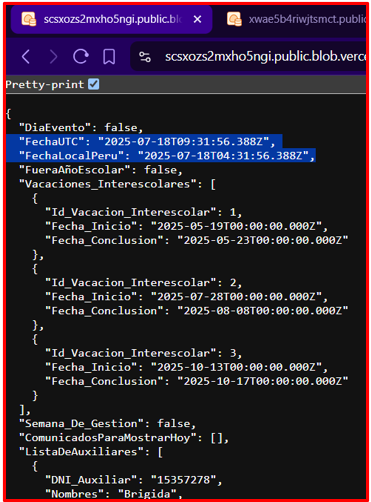 scsxozs2mxho5ngi.public.blo
xwae5b4riwjtsmct.public
scsxozs2mxho5ngi.public.blob.verce
Pretty-print
{
"DiaEvento": false,
"FechaUTC": "2025-07-18T09:31:56.388Z",
"FechaLocalPeru": "2025-07-18T04:31:56.388Z",
"FueraAñoEscolar": false,
"Vacaciones_Interescolares": [
{
"Id_Vacacion_Interescolar": 1,
"Fecha_Inicio": "2025-05-19T00:00:00.000Z",
"Fecha_Conclusion": "2025-05-23T00:00:00.000Z"
},
{
"Id_Vacacion_Interescolar": 2,
"Fecha_Inicio": "2025-07-28T00:00:00.000Z",
"Fecha_Conclusion": "2025-08-08T00:00:00.000Z"
},
{
"Id_Vacacion_Interescolar": 3,
"Fecha_Inicio": "2025-10-13T00:00:00.000Z",
"Fecha_Conclusion": "2025-10-17T00:00:00.000Z"
}
],
"Semana_De_Gestion": false,
"ComunicadosParaMostrarHoy": [],
"ListaDeAuxiliares": [
{
"DNI_Auxiliar": "15357278",
"Nombres": "Brigida",